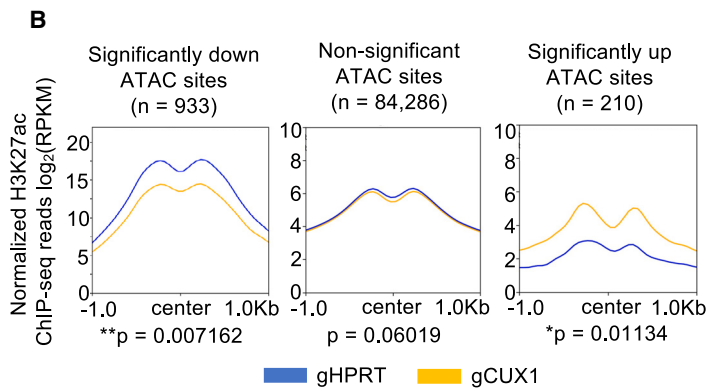 B
Significantly down
ATAC sites
(n = 933)
Non-significant
ATAC sites
(n = 84,286)
Significantly up
ATAC sites
(n = 210)
Normalized H3K27ac
ChIP-seq reads log₂(RPKM)
20
15
10
5
0
-1.0 center 1.0Kb
**p = 0.007162
10
8
6
4
2
0
-1.0 center 1.0Kb
p = 0.06019
10
8
6
4
2
0
-1.0 center 1.0Kb
*p = 0.01134
gHPRT gCUX1